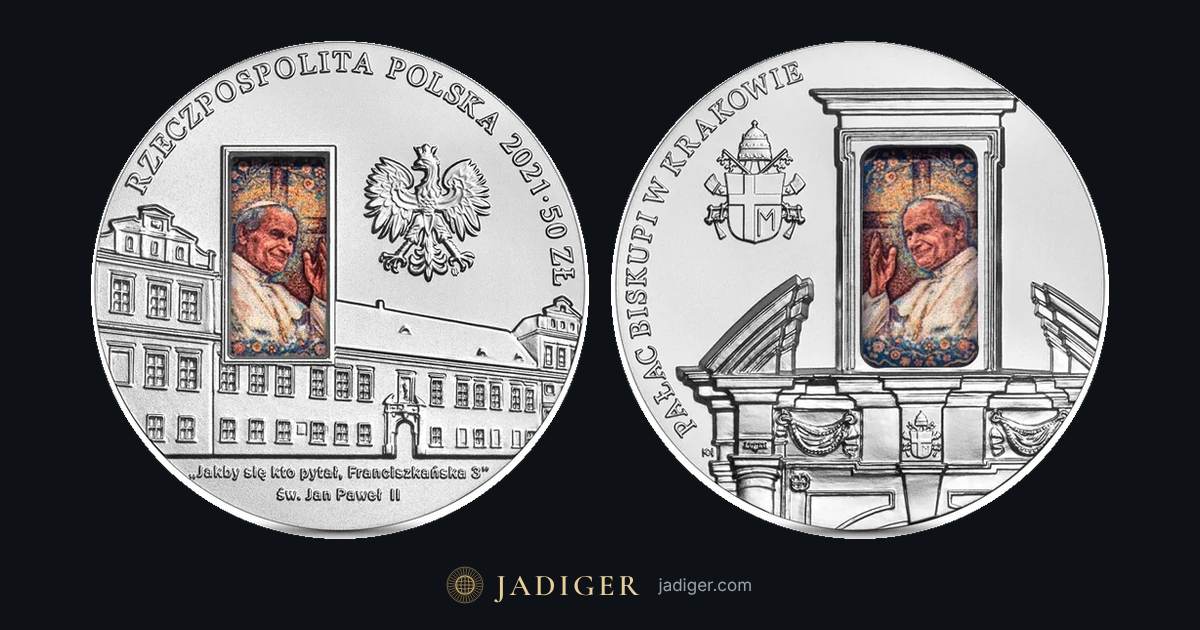 RZECZPOSPOLITA POLSKA 2021·50 ZŁ
„Jakby się kto pytał, Franciszkańska 3"
Św. Jan Paweł II
PAŁAC BISKUPI W KRAKOWIE
M
JADIGER
jadiger.com